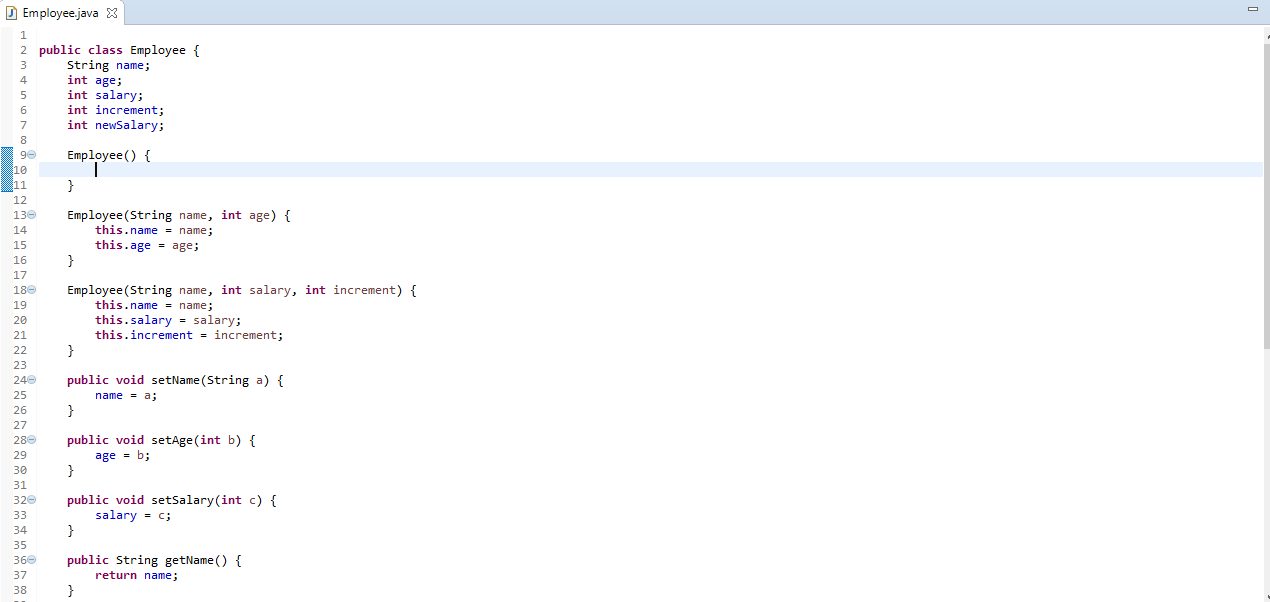 Employee.java
1
2 public class Employee {
3 String name;
4 int age;
5 int salary;
6 int increment;
7 int newSalary;
8
9 Employee() {
10
11 }
12
13 Employee(String name, int age) {
14 this.name = name;
15 this.age = age;
16 }
17
18 Employee(String name, int salary, int increment) {
19 this.name = name;
20 this.salary = salary;
21 this.increment = increment;
22 }
23
24 public void setName(String a) {
25 name = a;
26 }
27
28 public void setAge(int b) {
29 age = b;
30 }
31
32 public void setSalary(int c) {
33 salary = c;
34 }
35
36 public String getName() {
37 return name;
38 }